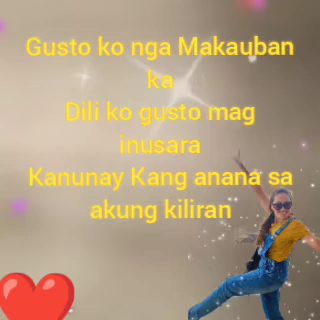 Gusto ko nga Makauban
ka
Dili ko gusto mag
inusara
Kanunay Kang anana sa
akung kiliran